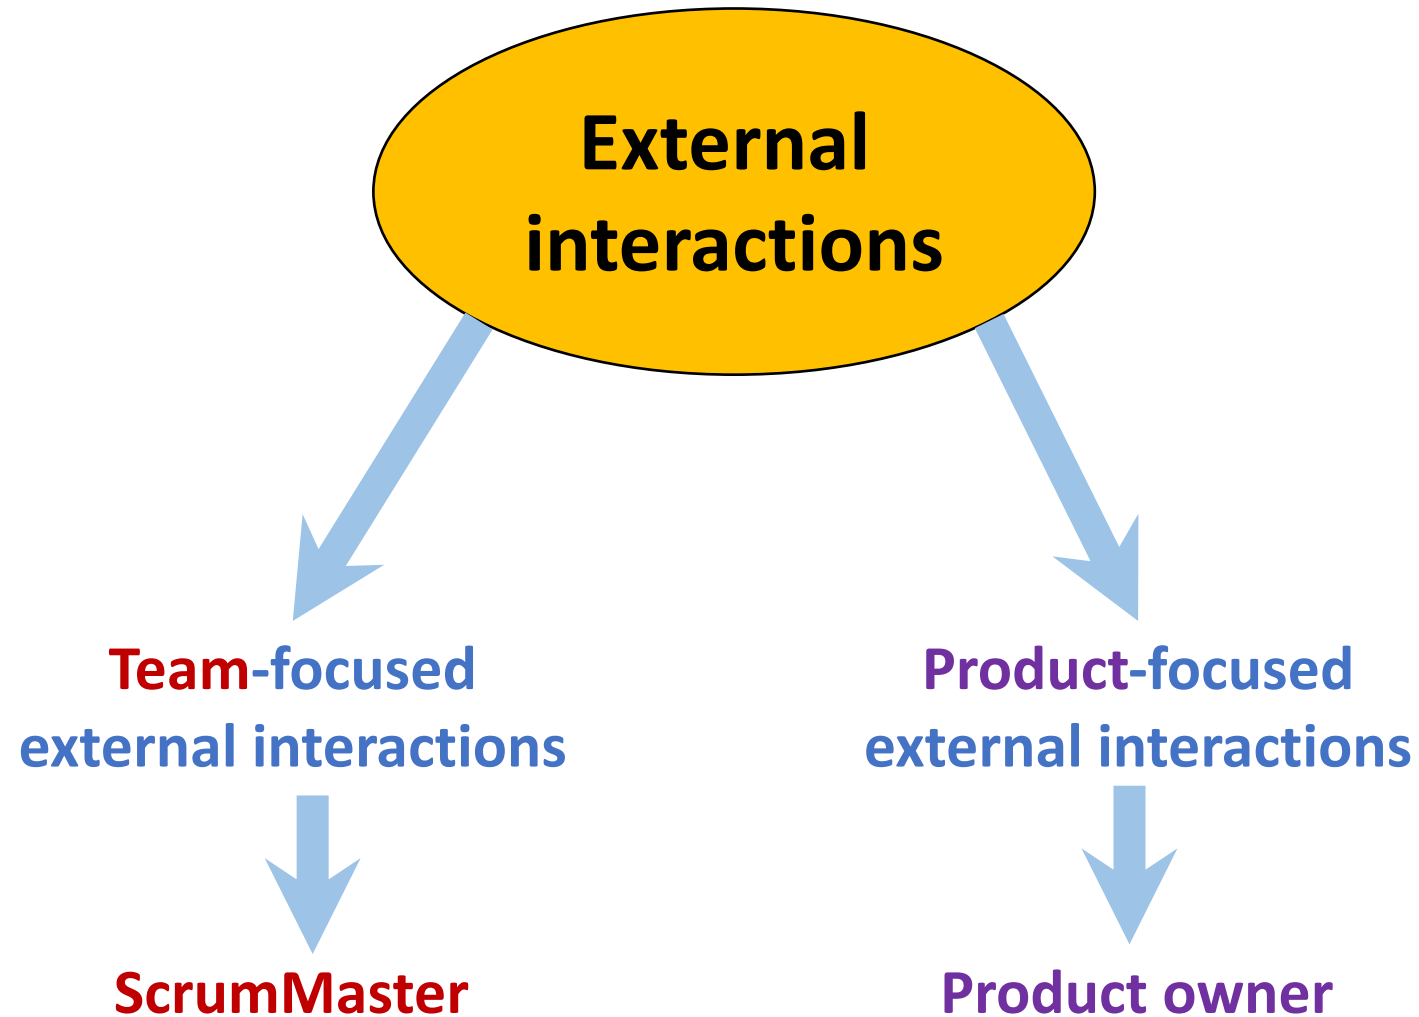 External
interactions
Team-focused
external interactions
Product-focused
external interactions
ScrumMaster
Product owner